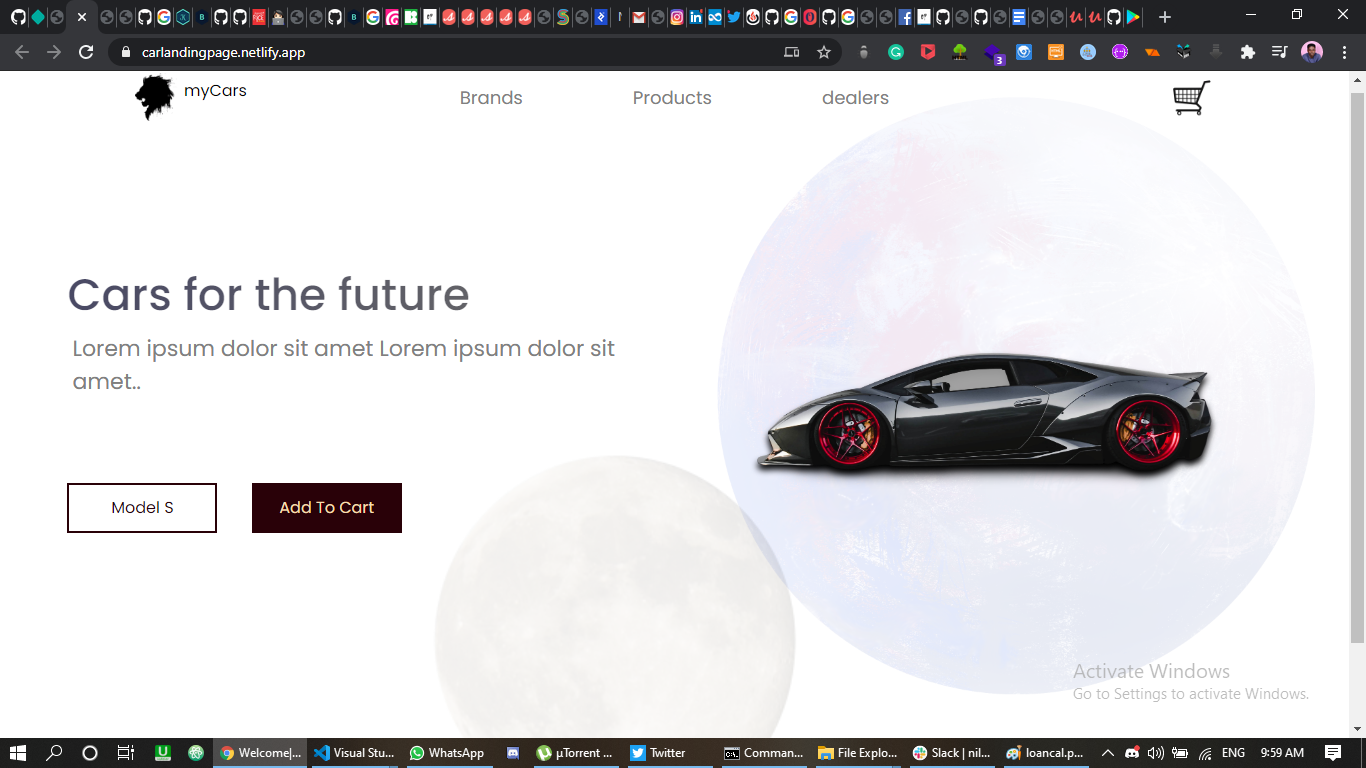 carlandingpage.netlify.app
3
myCars
Brands
Products
dealers
Cars for the future
Lorem ipsum dolor sit amet Lorem ipsum dolor sit
amet..
Model S
Add To Cart
Activate Windows
Go to Settings to activate Windows.
Welcome|...
Visual Stu...
WhatsApp
µTorrent ...
Twitter
Comman...
File Explo...
Slack | nil...
loancal.p...
ENG
9:59 AM